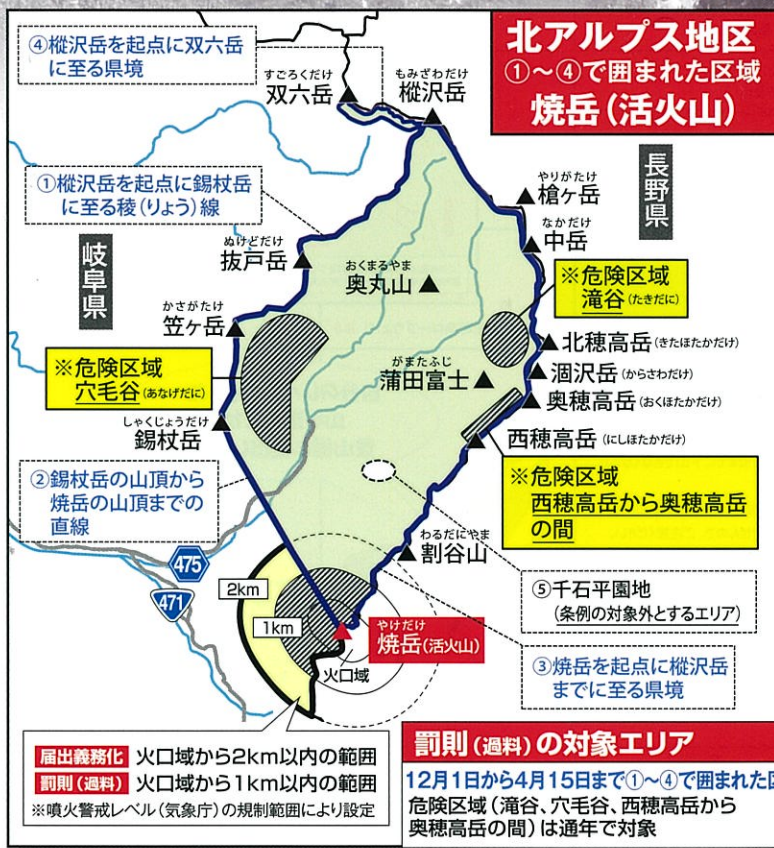 北アルプス地区
①～④で囲まれた区域
焼岳(活火山)
④樅沢岳を起点に双六岳
に至る県境
すごろくだけ
双六岳
もみざわだけ
樅沢岳
長野県
やりがたけ
槍ヶ岳
なかだけ
中岳
①樅沢岳を起点に錫杖岳
に至る稜(りょう)線
岐阜県
ぬけどだけ
抜戸岳
おくまるやま
奥丸山
※危険区域
滝谷(たきだに)
かさがたけ
笠ヶ岳
北穂高岳(きたほたかだけ)
がまたふじ
蒲田富士
涸沢岳(からさわだけ)
奥穂高岳(おくほたかだけ)
※危険区域
穴毛谷(あなげだに)
しゃくじょうだけ
錫杖岳
西穂高岳(にしほたかだけ)
※危険区域
西穂高岳から奥穂高岳
の間
②錫杖岳の山頂から
焼岳の山頂までの
直線
わるだにやま
割谷山
475
471
2km
1km
⑤千石平園地
(条例の対象外とするエリア)
やけだけ
焼岳(活火山)
火口域
③焼岳を起点に樅沢岳
までに至る県境
届出義務化 火口域から2km以内の範囲
罰則(過料) 火口域から1km以内の範囲
※噴火警戒レベル(気象庁)の規制範囲により設定
罰則(過料)の対象エリア
12月1日から4月15日まで①～④で囲まれた区
危険区域(滝谷、穴毛谷、西穂高岳から
奥穂高岳の間)は通年で対象